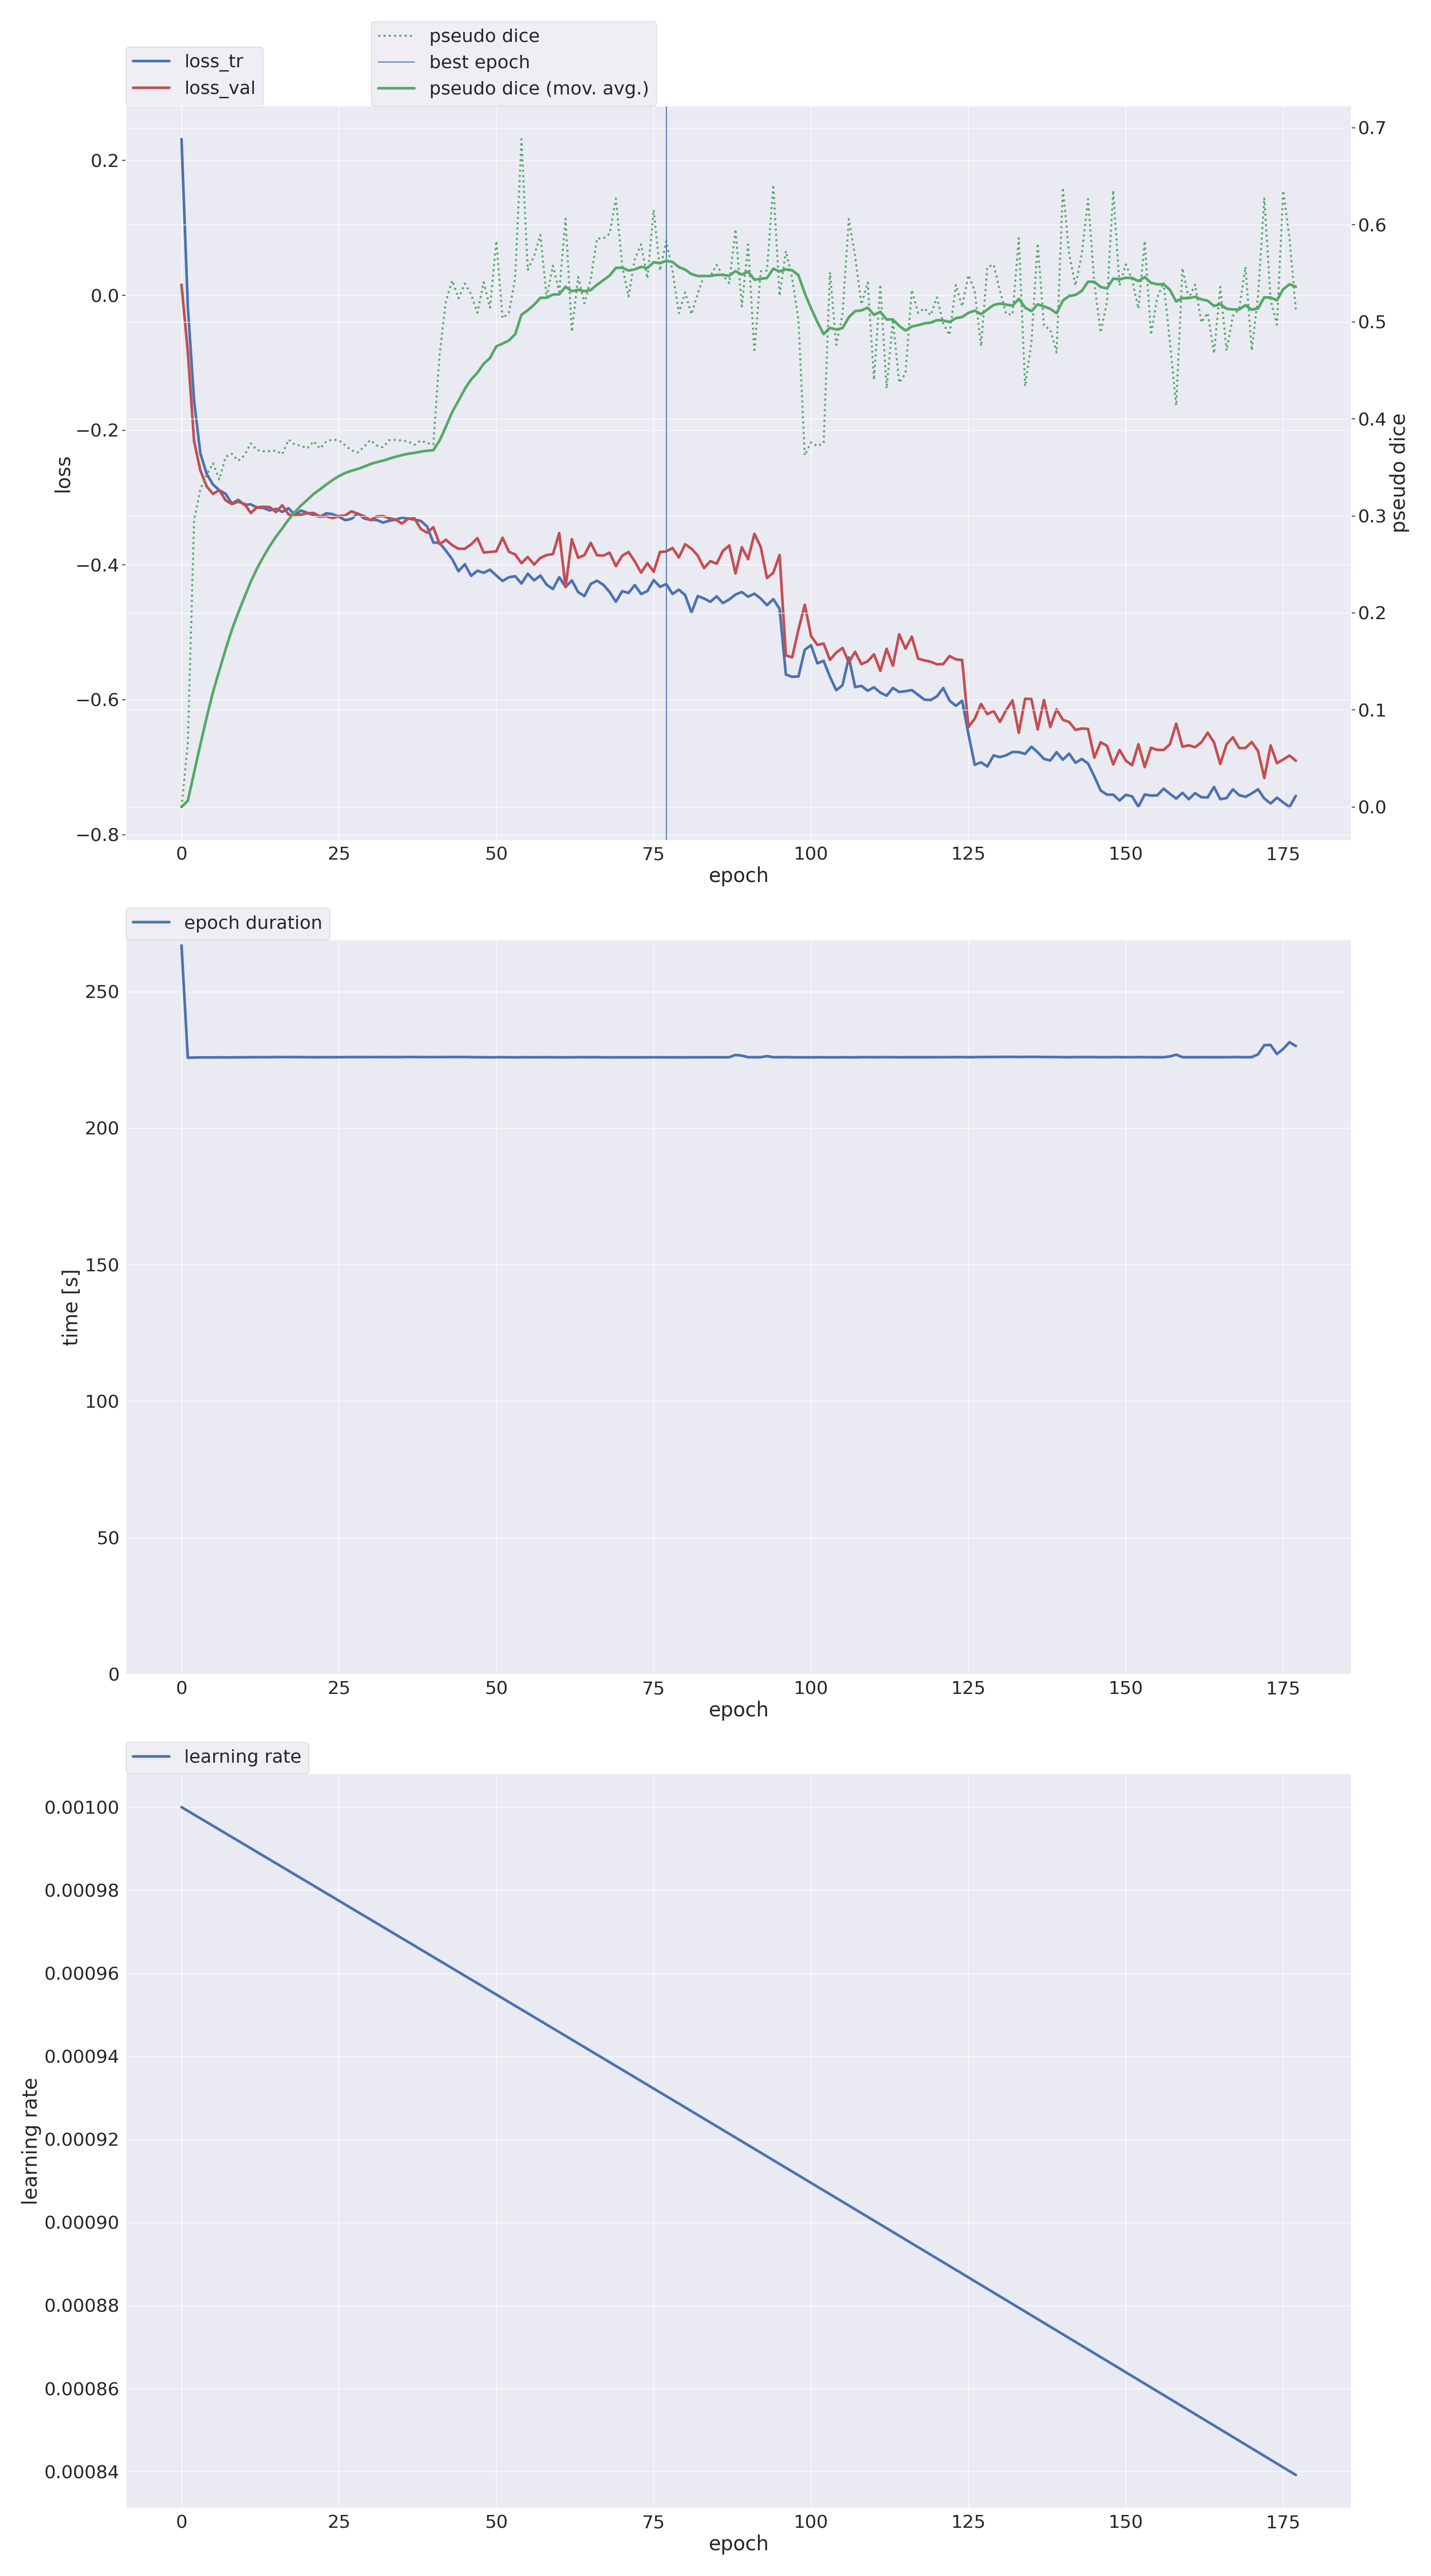 loss_tr
loss_val
pseudo dice
best epoch
pseudo dice (mov. avg.)
0.2
0.0
−0.2
−0.4
−0.6
−0.8
loss
0.7
0.6
0.5
0.4
0.3
0.2
0.1
0.0
pseudo dice
0 25 50 75 100 125 150 175
epoch
epoch duration
250
200
150
100
50
0
time [s]
0 25 50 75 100 125 150 175
epoch
learning rate
0.00100
0.00098
0.00096
0.00094
0.00092
0.00090
0.00088
0.00086
0.00084
learning rate
0 25 50 75 100 125 150 175
epoch